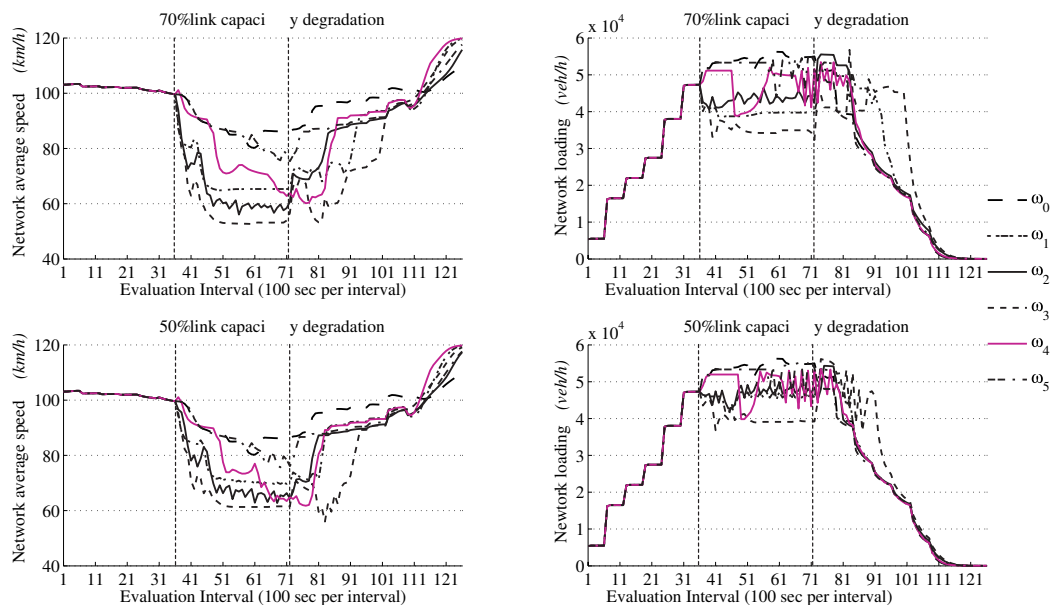 70%link capaci y degradation
120
100
80
60
40
Network average speed (km/h)
1 11 21 31 41 51 61 71 81 91 101 111 121
Evaluation Interval (100 sec per interval)
70%link capaci y degradation
x 10^4
6
5
4
3
2
1
0
Network loading (veh/h)
1 11 21 31 41 51 61 71 81 91 101 111 121
Evaluation Interval (100 sec per interval)
50%link capaci y degradation
120
100
80
60
40
Network average speed (km/h)
1 11 21 31 41 51 61 71 81 91 101 111 121
Evaluation Interval (100 sec per interval)
50%link capaci y degradation
x 10^4
6
5
4
3
2
1
0
Newtwork loading (veh/h)
1 11 21 31 41 51 61 71 81 91 101 111 121
Evaluation Interval (100 sec per interval)
ω0
ω1
ω2
ω3
ω4
ω5